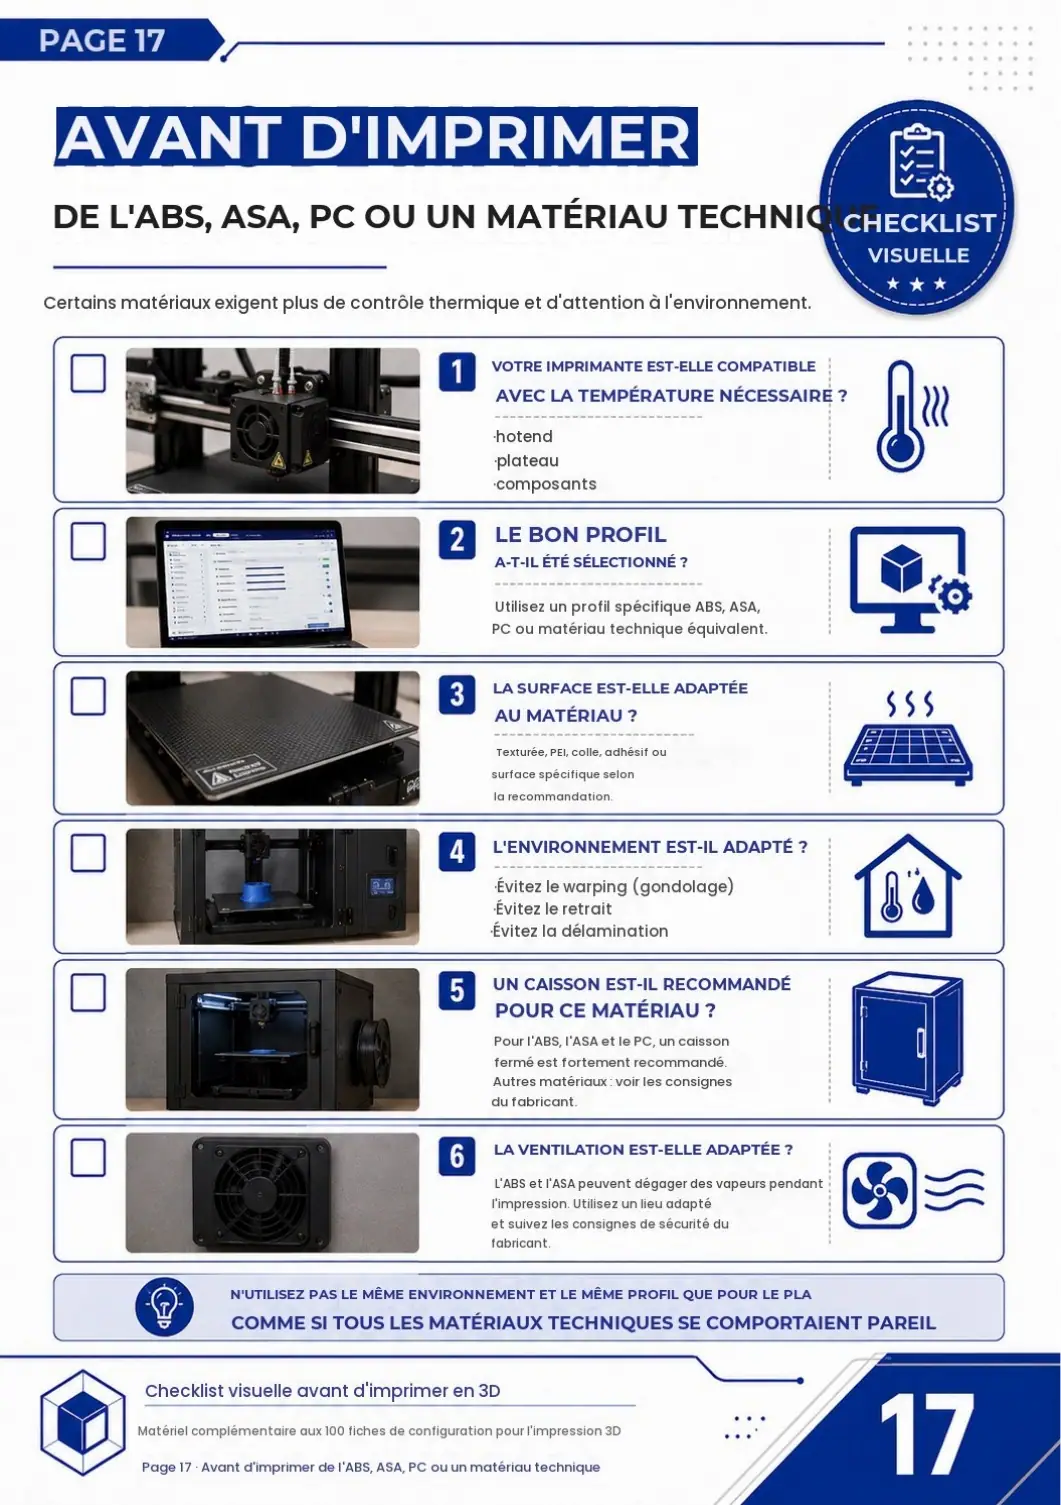 PAGE 17
AVANT D'IMPRIMER
DE L'ABS, ASA, PC OU UN MATÉRIAU TECHNIQUE
CHECKLIST
VISUELLE
Certains matériaux exigent plus de contrôle thermique et d'attention à l'environnement.
1
VOTRE IMPRIMANTE EST-ELLE COMPATIBLE
AVEC LA TEMPÉRATURE NÉCESSAIRE ?
·hotend
·plateau
·composants
2
LE BON PROFIL
A-T-IL ÉTÉ SÉLECTIONNÉ ?
Utilisez un profil spécifique ABS, ASA,
PC ou matériau technique équivalent.
3
LA SURFACE EST-ELLE ADAPTÉE
AU MATÉRIAU ?
Texturée, PEI, colle, adhésif ou
surface spécifique selon
la recommandation.
4
L'ENVIRONNEMENT EST-IL ADAPTÉ ?
·Évitez le warping (gondolage)
·Évitez le retrait
·Évitez la délamination
5
UN CAISSON EST-IL RECOMMANDÉ
POUR CE MATÉRIAU ?
Pour l'ABS, l'ASA et le PC, un caisson
fermé est fortement recommandé.
Autres matériaux : voir les consignes
du fabricant.
6
LA VENTILATION EST-ELLE ADAPTÉE ?
L'ABS et l'ASA peuvent dégager des vapeurs pendant
l'impression. Utilisez un lieu adapté
et suivez les consignes de sécurité du
fabricant.
N'UTILISEZ PAS LE MÊME ENVIRONNEMENT ET LE MÊME PROFIL QUE POUR LE PLA
COMME SI TOUS LES MATÉRIAUX TECHNIQUES SE COMPORTAIENT PAREIL
Checklist visuelle avant d'imprimer en 3D
Matériel complémentaire aux 100 fiches de configuration pour l'impression 3D
Page 17 · Avant d'imprimer de l'ABS, ASA, PC ou un matériau technique
17